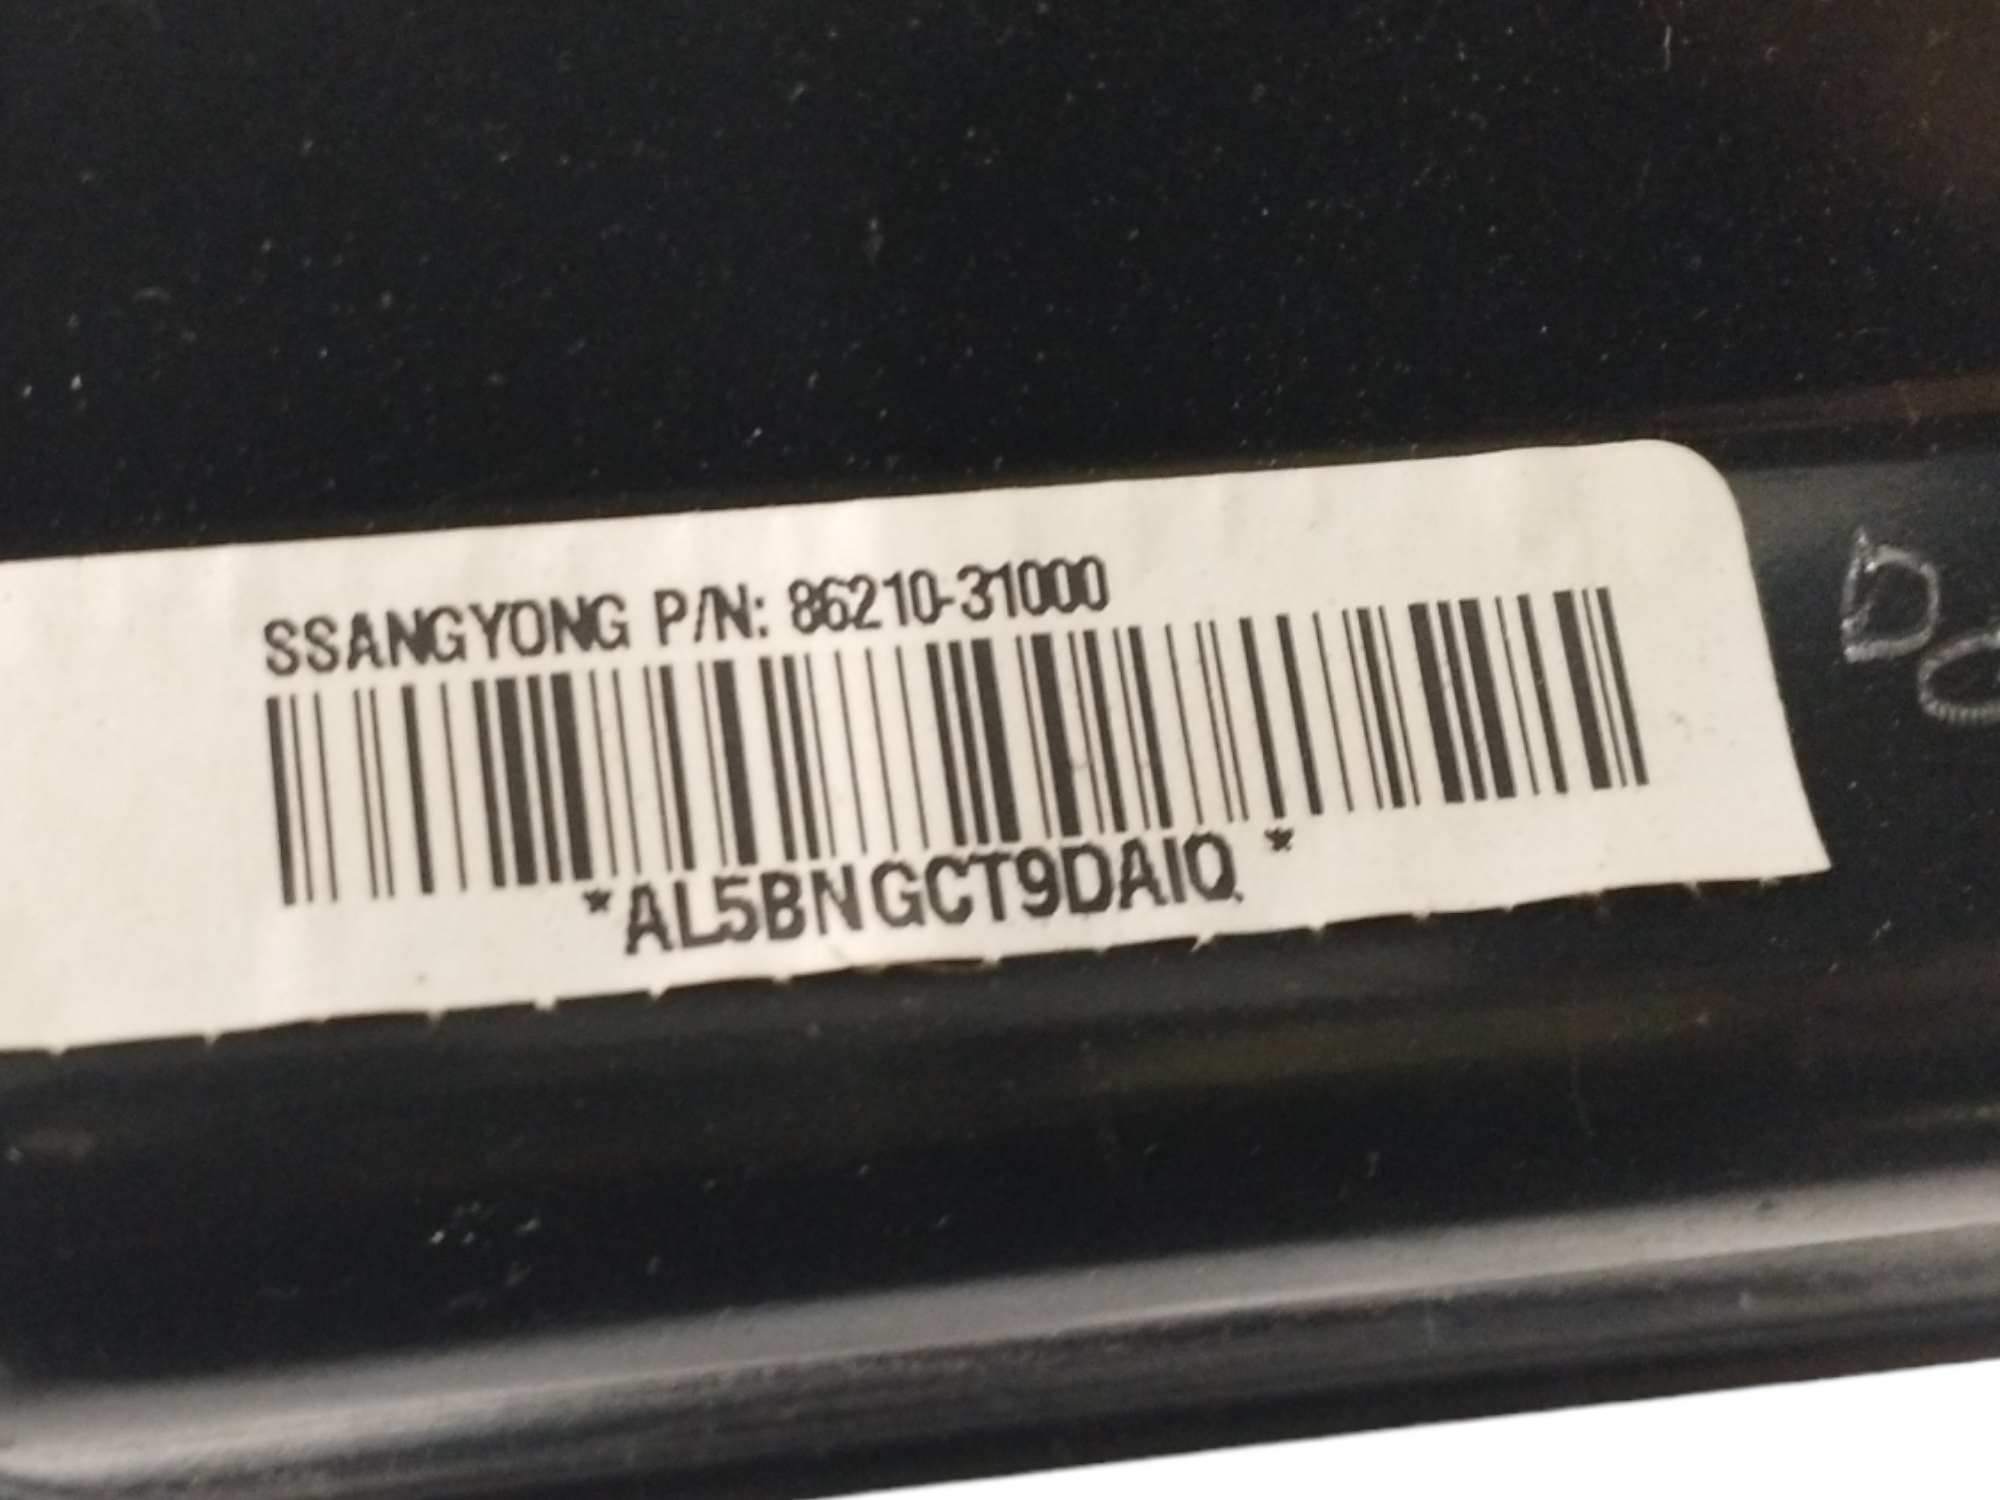 SSANGYONG P/N: 86210-31000
*AL5BNGCT9DAIQ *